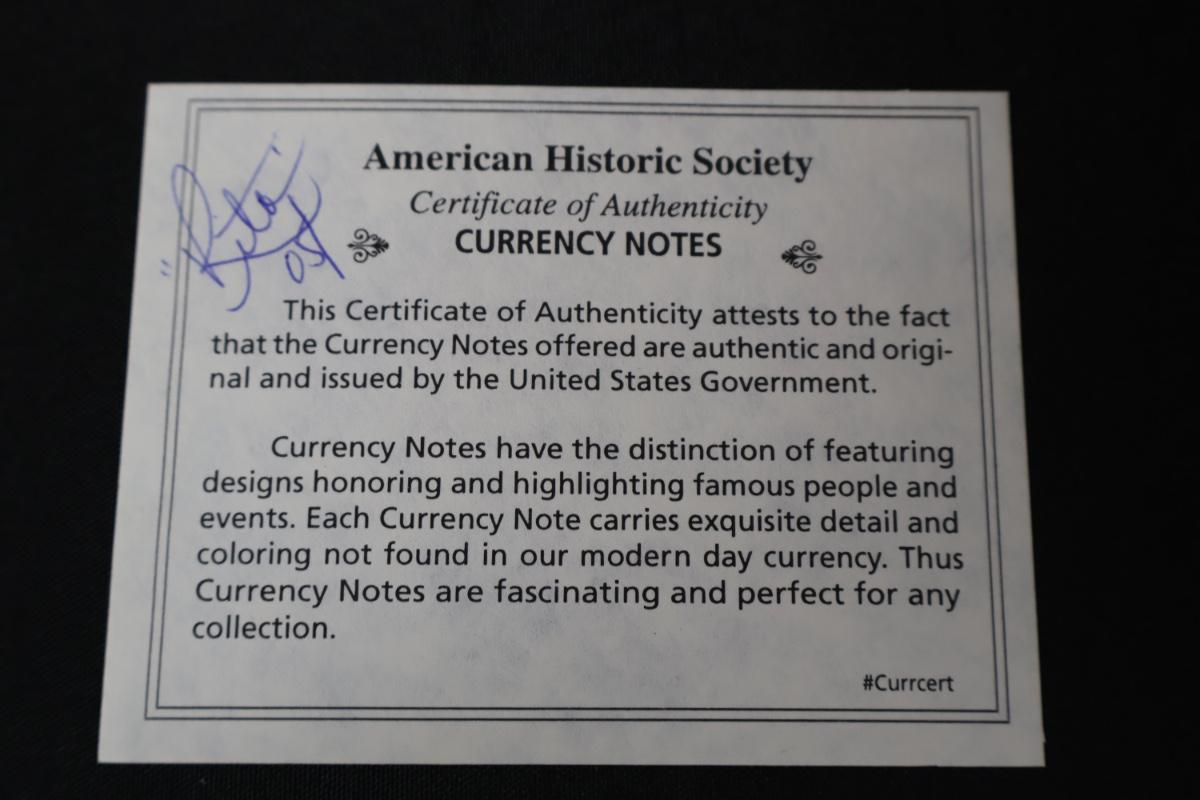 American Historic Society
Certificate of Authenticity
CURRENCY NOTES
This Certificate of Authenticity attests to the fact
that the Currency Notes offered are authentic and origi-
nal and issued by the United States Government.
Currency Notes have the distinction of featuring
designs honoring and highlighting famous people and
events. Each Currency Note carries exquisite detail and
coloring not found in our modern day currency. Thus
Currency Notes are fascinating and perfect for any
collection.
#Currcert